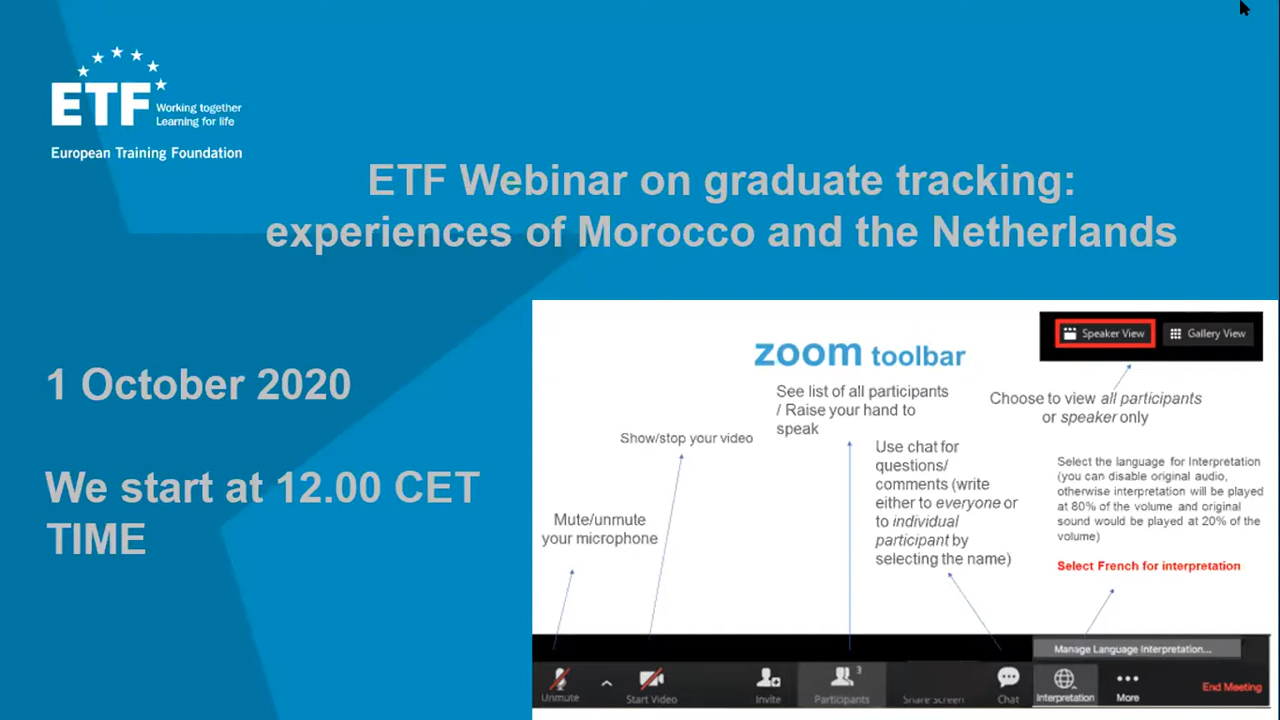 ETF Working together
Learning for life
European Training Foundation
ETF Webinar on graduate tracking:
experiences of Morocco and the Netherlands
1 October 2020
We start at 12.00 CET
TIME
Speaker View
Gallery View
zoom toolbar
See list of all participants
/ Raise your hand to
speak
Choose to view all participants
or speaker only
Show/stop your video
Use chat for
questions/
comments (write
either to everyone or
to individual
participant by
selecting the name)
Select the language for Interpretation
(you can disable original audio,
otherwise interpretation will be played
at 80% of the volume and original
sound would be played at 20% of the
volume)
Select French for interpretation
Mute/unmute
your microphone
Manage Language Interpretation...
3
Unmute
Start Video
Invite
Participants
Share Screen
Chat
Interpretation
More
End Meeting